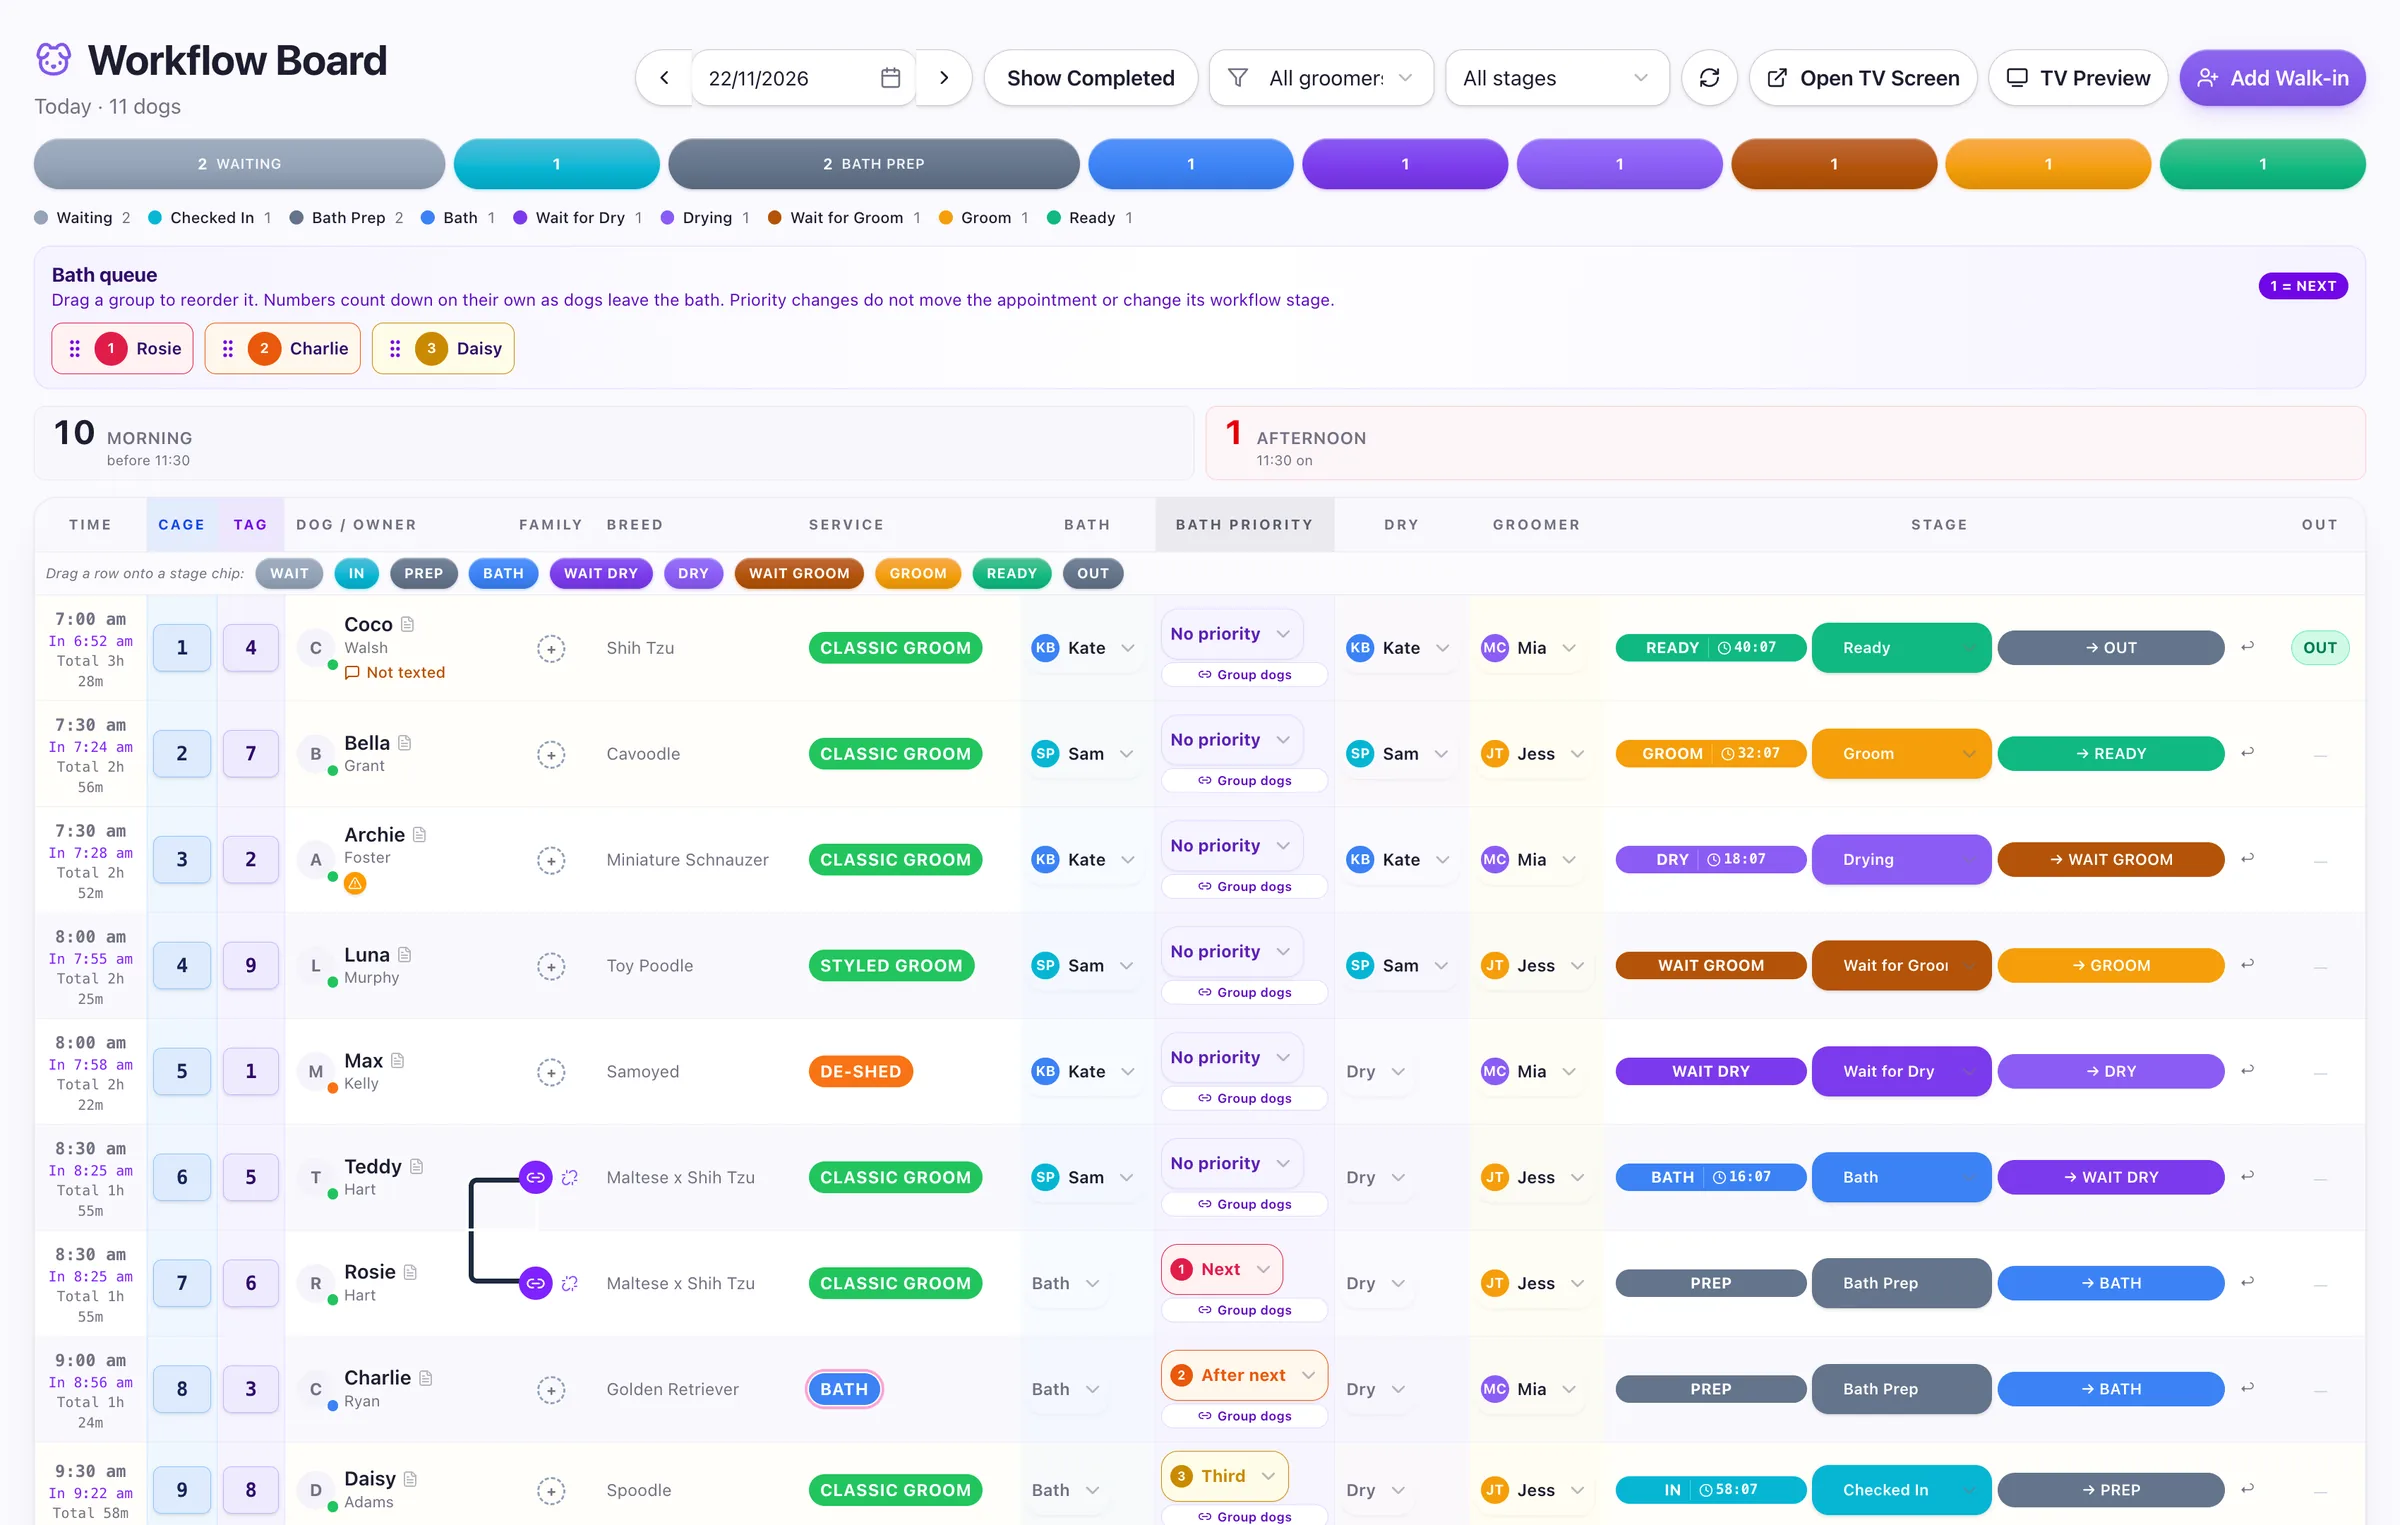 Workflow Board
Today · 11 dogs
22/11/2026
Show Completed
All groomers
All stages
Open TV Screen
TV Preview
Add Walk-in
2 WAITING
1
2 BATH PREP
1
1
1
1
1
1
Waiting 2
Checked In 1
Bath Prep 2
Bath 1
Wait for Dry 1
Drying 1
Wait for Groom 1
Groom 1
Ready 1
Bath queue
Drag a group to reorder it. Numbers count down on their own as dogs leave the bath. Priority changes do not move the appointment or change its workflow stage.
1 = NEXT
1 Rosie
2 Charlie
3 Daisy
10 MORNING
before 11:30
1 AFTERNOON
11:30 on
TIME CAGE TAG DOG / OWNER FAMILY BREED SERVICE BATH BATH PRIORITY DRY GROOMER STAGE OUT
Drag a row onto a stage chip: WAIT IN PREP BATH WAIT DRY DRY WAIT GROOM GROOM READY OUT
7:00 am
In 6:52 am
Total 3h
28m
1
4
C
Coco
Walsh
Not texted
+
Shih Tzu
CLASSIC GROOM
KB Kate
No priority
Group dogs
KB Kate
MC Mia
READY 40:07
Ready
→ OUT
OUT
7:30 am
In 7:24 am
Total 2h
56m
2
7
B
Bella
Grant
+
Cavoodle
CLASSIC GROOM
SP Sam
No priority
Group dogs
SP Sam
JT Jess
GROOM 32:07
Groom
→ READY
—
7:30 am
In 7:28 am
Total 2h
52m
3
2
A
Archie
Foster
+
Miniature Schnauzer
CLASSIC GROOM
KB Kate
No priority
Group dogs
KB Kate
MC Mia
DRY 18:07
Drying
→ WAIT GROOM
—
8:00 am
In 7:55 am
Total 2h
25m
4
9
L
Luna
Murphy
+
Toy Poodle
STYLED GROOM
SP Sam
No priority
Group dogs
SP Sam
JT Jess
WAIT GROOM
Wait for Groom
→ GROOM
—
8:00 am
In 7:58 am
Total 2h
22m
5
1
M
Max
Kelly
+
Samoyed
DE-SHED
KB Kate
No priority
Group dogs
Dry
MC Mia
WAIT DRY
Wait for Dry
→ DRY
—
8:30 am
In 8:25 am
Total 1h
55m
6
5
T
Teddy
Hart
Maltese x Shih Tzu
CLASSIC GROOM
SP Sam
No priority
Group dogs
Dry
JT Jess
BATH 16:07
Bath
→ WAIT DRY
—
8:30 am
In 8:25 am
Total 1h
55m
7
6
R
Rosie
Hart
Maltese x Shih Tzu
CLASSIC GROOM
Bath
1 Next
Group dogs
Dry
JT Jess
PREP
Bath Prep
→ BATH
—
9:00 am
In 8:56 am
Total 1h
24m
8
3
C
Charlie
Ryan
+
Golden Retriever
BATH
Bath
2 After next
Group dogs
Dry
MC Mia
PREP
Bath Prep
→ BATH
—
9:30 am
In 9:22 am
Total 58m
9
8
D
Daisy
Adams
+
Spoodle
CLASSIC GROOM
Bath
3 Third
Group dogs
Dry
JT Jess
IN 58:07
Checked In
→ PREP
—